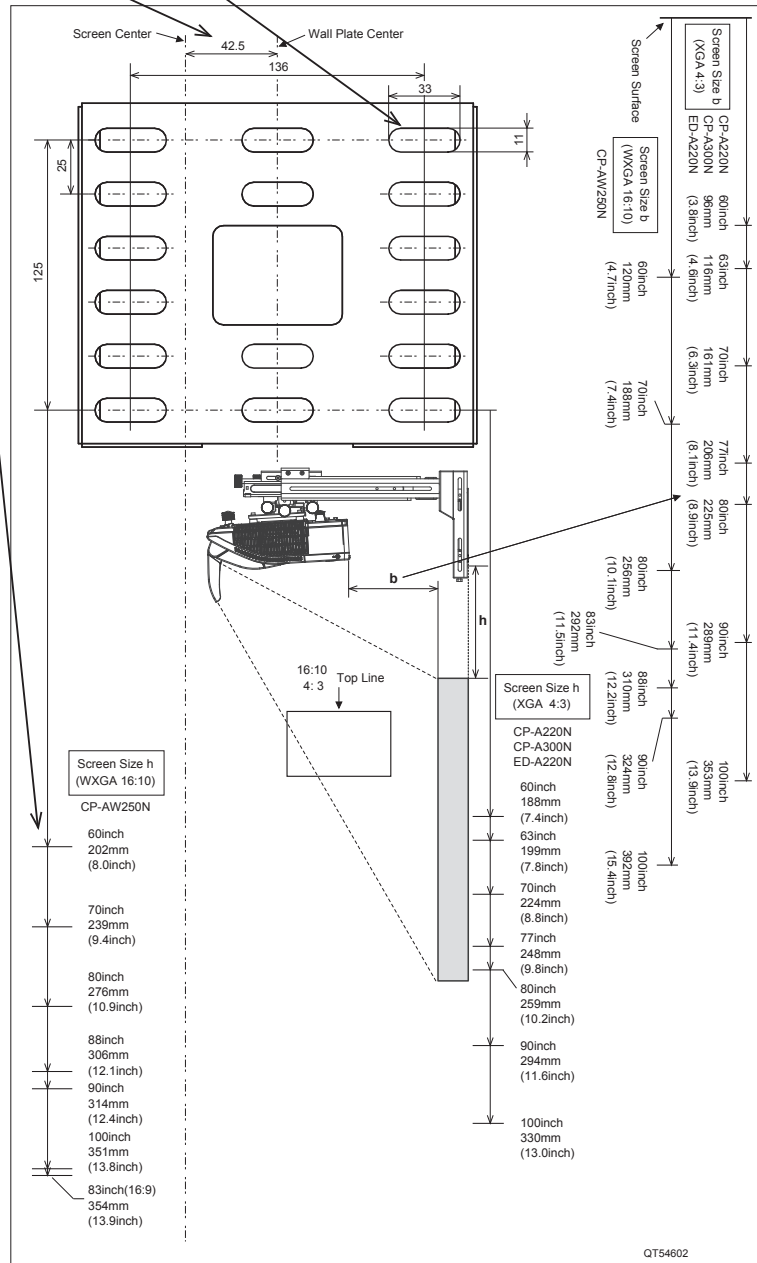 Screen Center
42.5
Wall Plate Center
136
33
11
25
125
Screen Surface
Screen Size b
(XGA 4:3)
CP-A220N
CP-A300N
ED-A220N
60inch
96mm
(3.8inch)
63inch
116mm
(4.6inch)
70inch
161mm
(6.3inch)
77inch
206mm
(8.1inch)
80inch
225mm
(8.9inch)
90inch
289mm
(11.4inch)
100inch
353mm
(13.9inch)
Screen Size b
(WXGA 16:10)
CP-AW250N
60inch
120mm
(4.7inch)
70inch
188mm
(7.4inch)
80inch
256mm
(10.1inch)
83inch
292mm
(11.5inch)
88inch
310mm
(12.2inch)
90inch
324mm
(12.8inch)
100inch
392mm
(15.4inch)
b
h
16:10
4: 3
Top Line
Screen Size h
(XGA 4:3)
CP-A220N
CP-A300N
ED-A220N
60inch
188mm
(7.4inch)
63inch
199mm
(7.8inch)
70inch
224mm
(8.8inch)
77inch
248mm
(9.8inch)
80inch
259mm
(10.2inch)
90inch
294mm
(11.6inch)
100inch
330mm
(13.0inch)
Screen Size h
(WXGA 16:10)
CP-AW250N
60inch
202mm
(8.0inch)
70inch
239mm
(9.4inch)
80inch
276mm
(10.9inch)
88inch
306mm
(12.1inch)
90inch
314mm
(12.4inch)
100inch
351mm
(13.8inch)
83inch(16:9)
354mm
(13.9inch)
QT54602